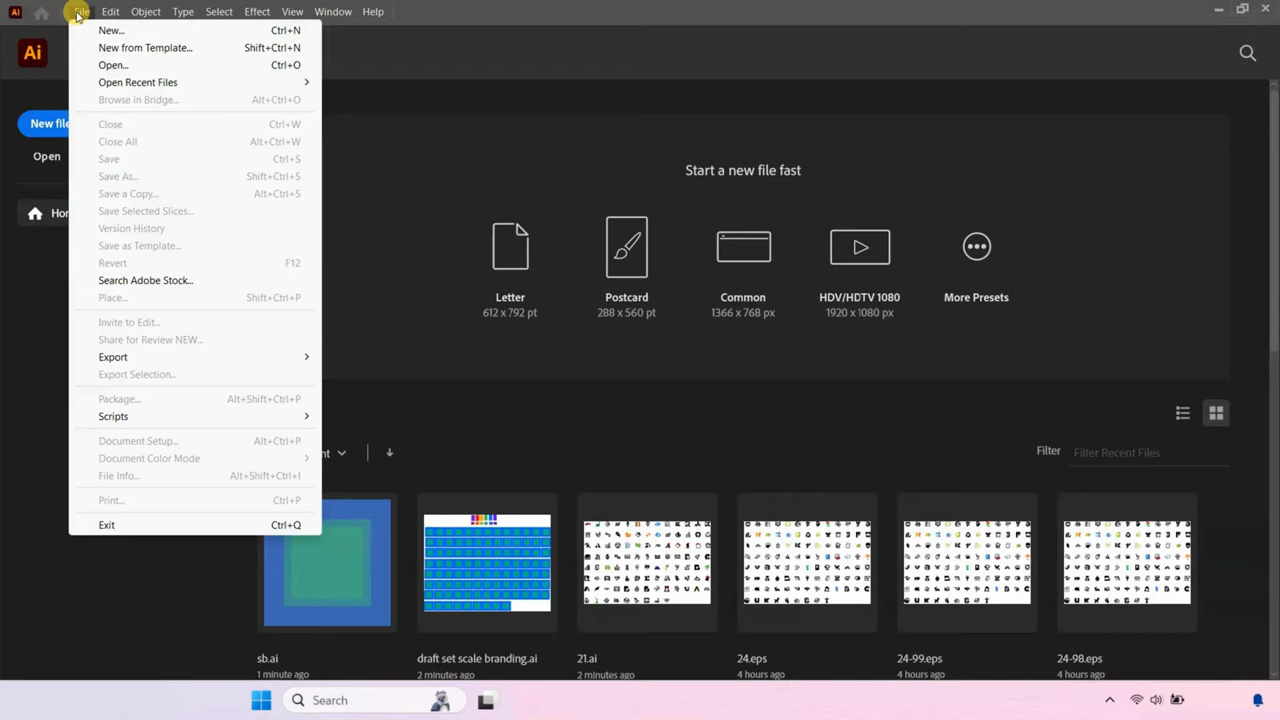 Ai File Edit Object Type Select Effect View Window Help
Ai
New... Ctrl+N
New from Template... Shift+Ctrl+N
Open... Ctrl+O
Open Recent Files
Browse in Bridge... Alt+Ctrl+O
Close Ctrl+W
Close All Alt+Ctrl+W
Save Ctrl+S
Save As... Shift+Ctrl+S
Save a Copy... Alt+Ctrl+S
Save Selected Slices...
Version History
Save as Template...
Revert F12
Search Adobe Stock...
Place... Shift+Ctrl+P
Invite to Edit...
Share for Review NEW...
Export
Export Selection...
Package... Alt+Shift+Ctrl+P
Scripts
Document Setup... Alt+Ctrl+P
Document Color Mode
File Info... Alt+Shift+Ctrl+I
Print... Ctrl+P
Exit Ctrl+Q
New file
Open
Hom
Start a new file fast
Letter
612 x 792 pt
Postcard
288 x 560 pt
Common
1366 x 768 px
HDV/HDTV 1080
1920 x 1080 px
More Presets
nt
Filter Filter Recent Files
sb.ai
1 minute ago
draft set scale branding.ai
2 minutes ago
21.ai
2 minutes ago
24.eps
4 hours ago
24-99.eps
4 hours ago
24-98.eps
4 hours ago
Search